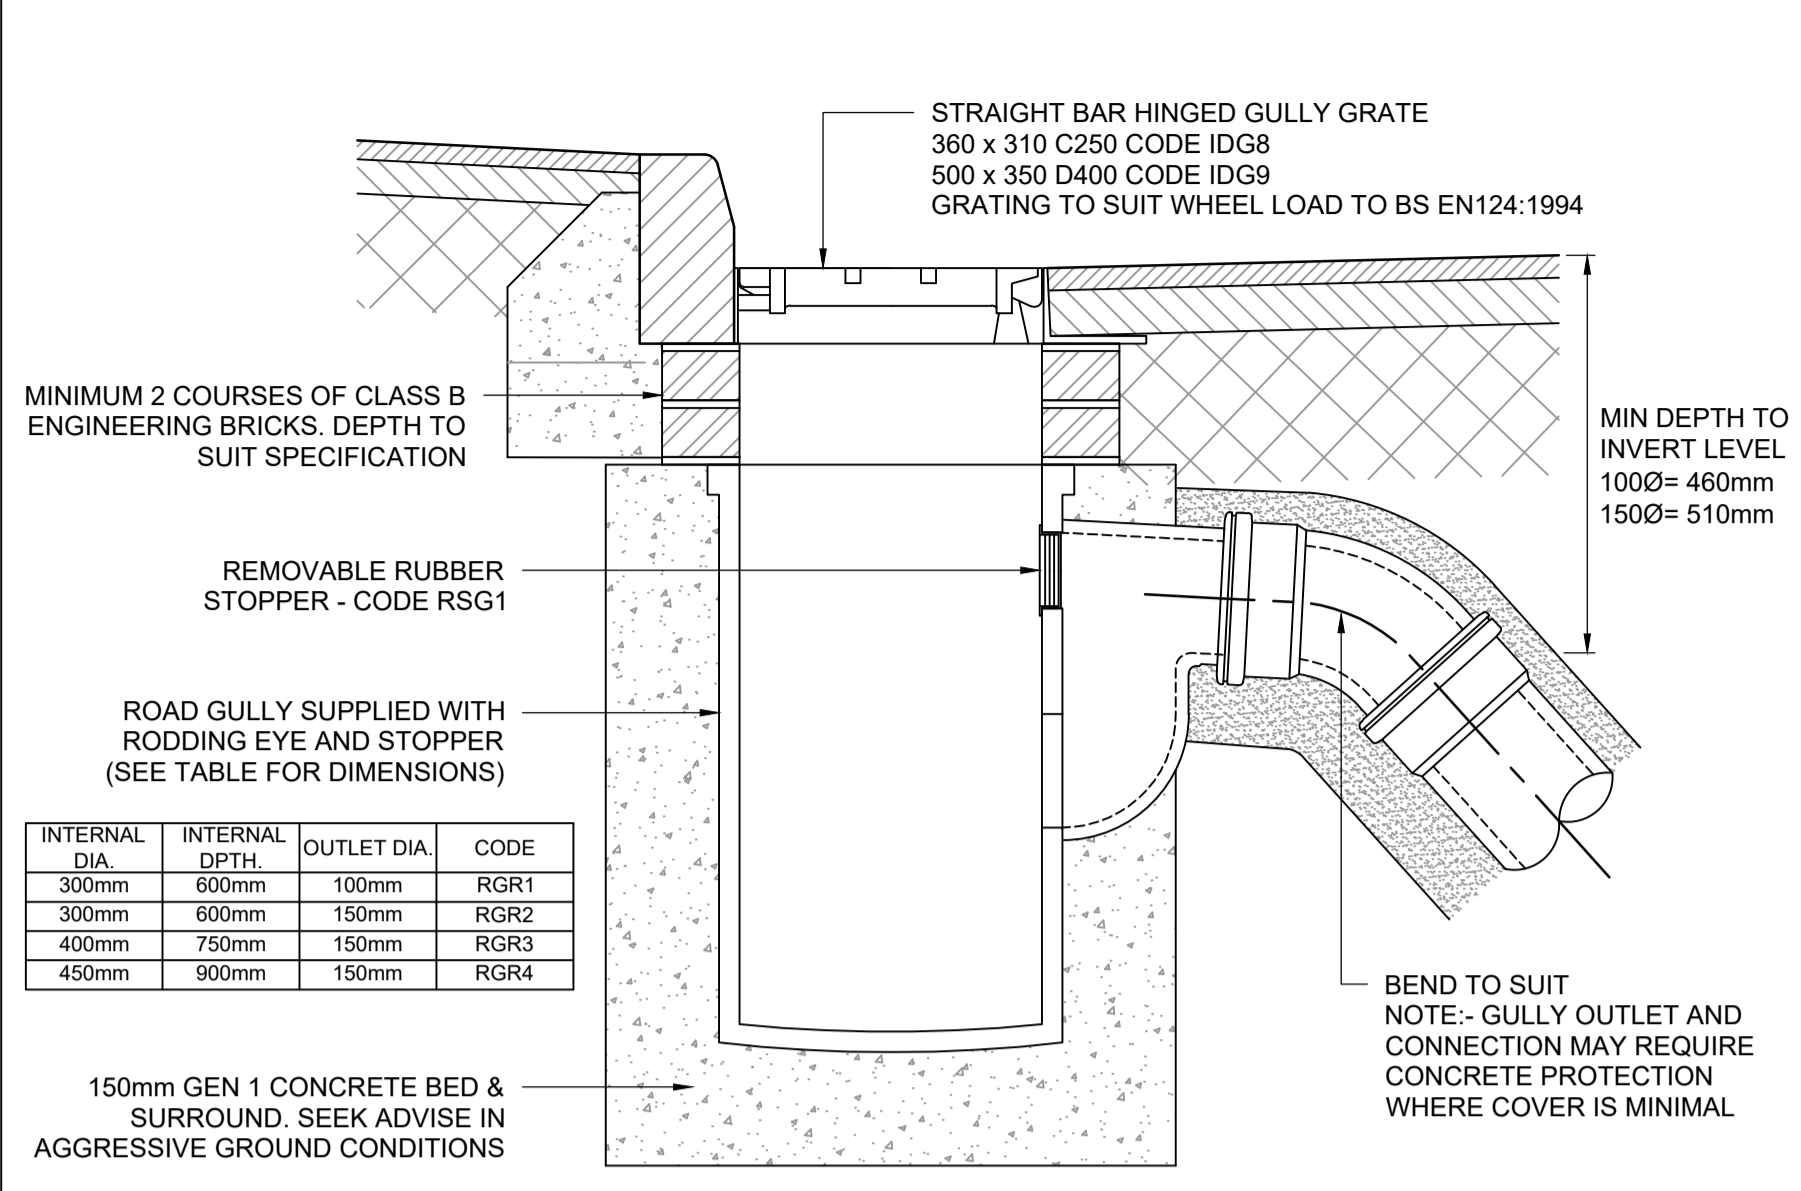 STRAIGHT BAR HINGED GULLY GRATE
360 x 310 C250 CODE IDG8
500 x 350 D400 CODE IDG9
GRATING TO SUIT WHEEL LOAD TO BS EN124:1994
MINIMUM 2 COURSES OF CLASS B
ENGINEERING BRICKS. DEPTH TO
SUIT SPECIFICATION
MIN DEPTH TO
INVERT LEVEL
100Ø= 460mm
150Ø= 510mm
REMOVABLE RUBBER
STOPPER - CODE RSG1
ROAD GULLY SUPPLIED WITH
RODDING EYE AND STOPPER
(SEE TABLE FOR DIMENSIONS)
INTERNAL DIA. INTERNAL DPTH. OUTLET DIA. CODE
300mm 600mm 100mm RGR1
300mm 600mm 150mm RGR2
400mm 750mm 150mm RGR3
450mm 900mm 150mm RGR4
BEND TO SUIT
NOTE:- GULLY OUTLET AND
CONNECTION MAY REQUIRE
CONCRETE PROTECTION
WHERE COVER IS MINIMAL
150mm GEN 1 CONCRETE BED &
SURROUND. SEEK ADVISE IN
AGGRESSIVE GROUND CONDITIONS